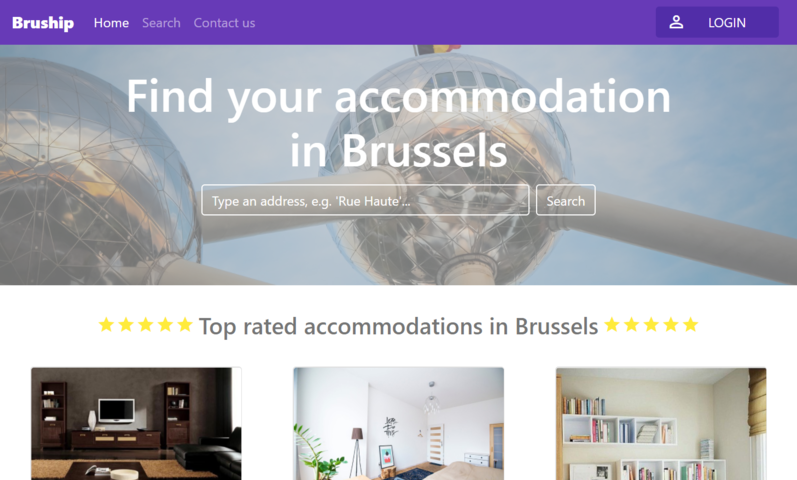 Bruship Home Search Contact us LOGIN
Find your accommodation
in Brussels
Type an address, e.g. 'Rue Haute'... Search
Top rated accommodations in Brussels